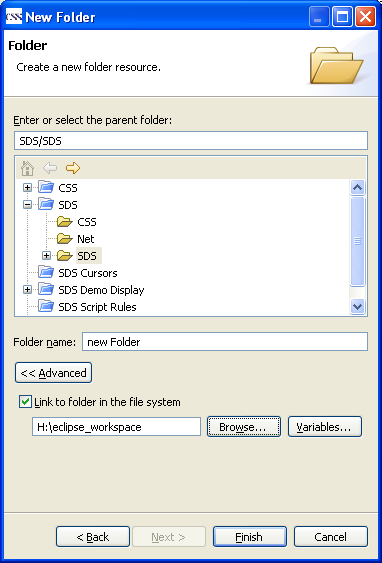 CSS New Folder
Folder
Create a new folder resource.
Enter or select the parent folder:
SDS/SDS
CSS
SDS
CSS
Net
SDS
SDS Cursors
SDS Demo Display
SDS Script Rules
Folder name: new Folder
<< Advanced
Link to folder in the file system
H:\eclipse_workspace Browse... Variables...
< Back Next > Finish Cancel